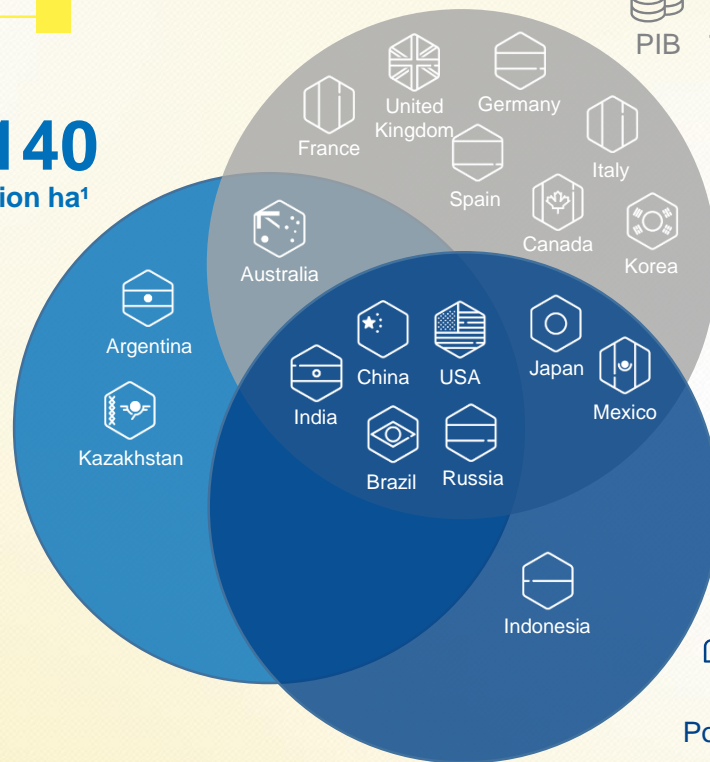 PIB
140
ion ha¹
United
Kingdom
Germany
France
Italy
Spain
Canada
Korea
Australia
Argentina
China
USA
Japan
India
Mexico
Kazakhstan
Brazil
Russia
Indonesia
Po